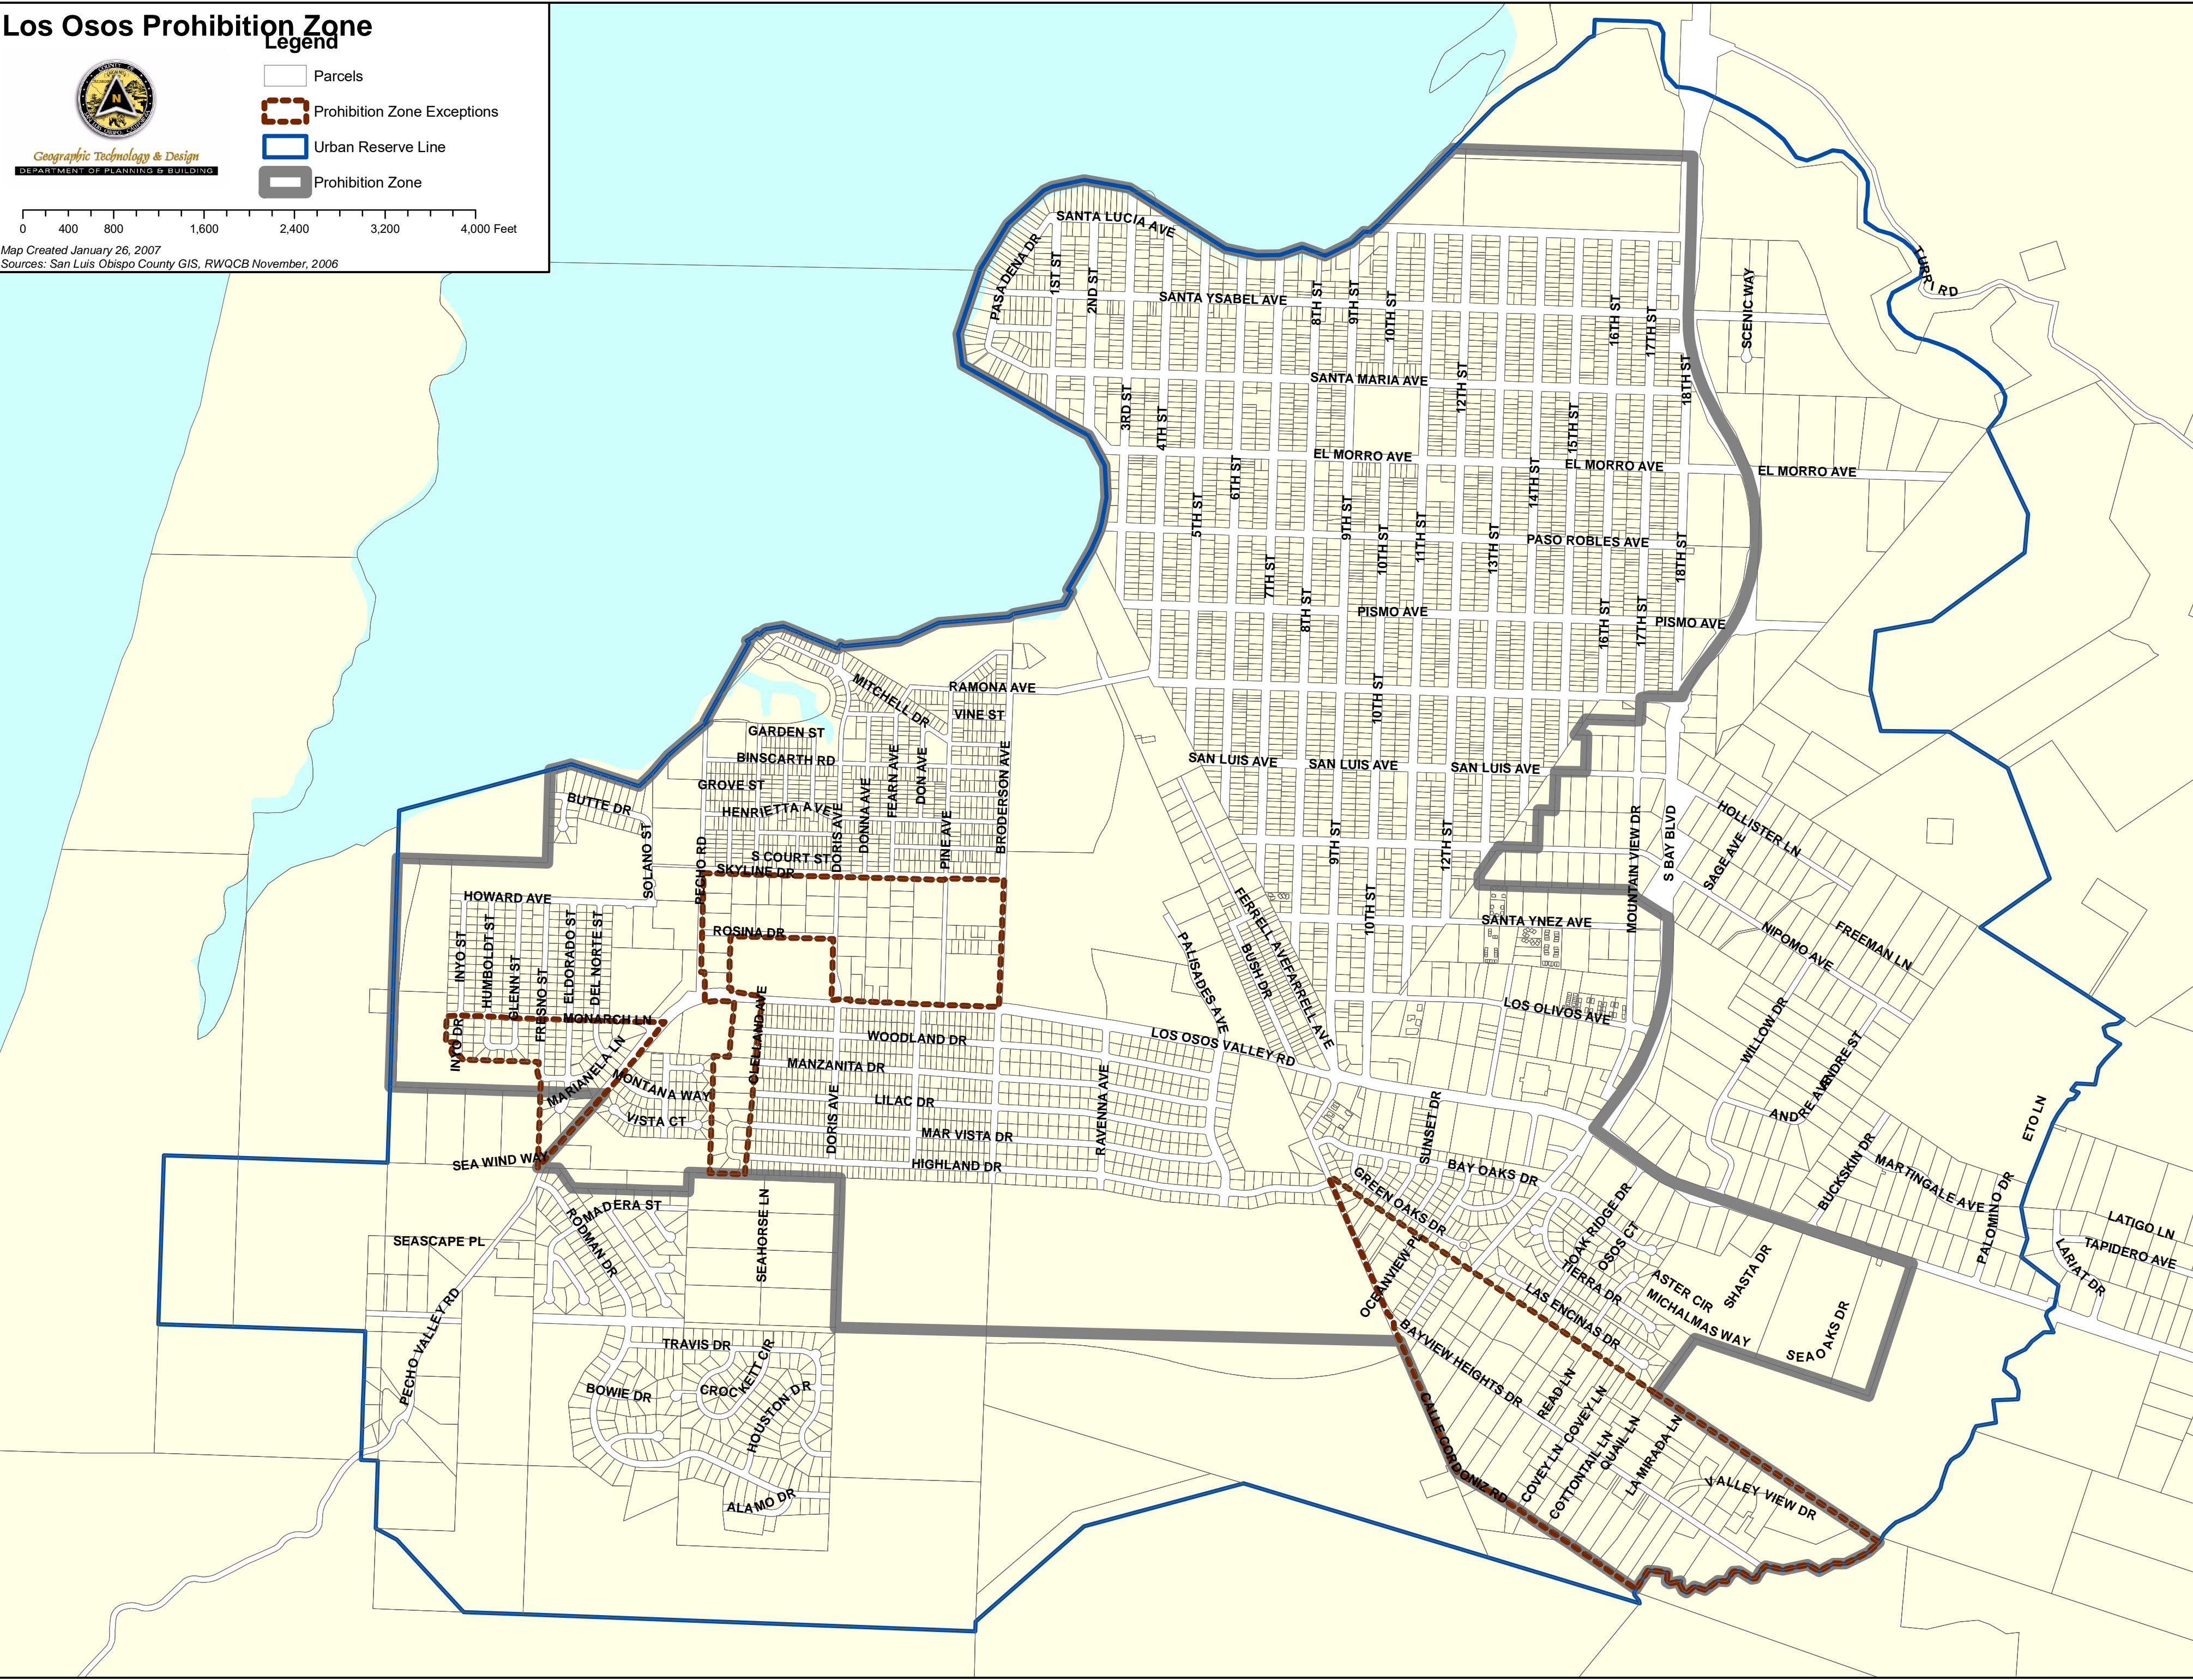 Los Osos Prohibition Zone
Legend
Parcels
Prohibition Zone Exceptions
Urban Reserve Line
Prohibition Zone
N
Geographic Technology & Design
DEPARTMENT OF PLANNING & BUILDING
0 400 800 1,600 2,400 3,200 4,000 Feet
Map Created January 26, 2007
Sources: San Luis Obispo County GIS, RWQCB November, 2006
SANTA LUCIA AVE
PASADENA DR
1ST ST
2ND ST
SANTA YSABEL AVE
8TH ST
9TH ST
10TH ST
16TH ST
17TH ST
SCENIC WAY
TURRI RD
SANTA MARIA AVE
12TH ST
18TH ST
3RD ST
4TH ST
15TH ST
EL MORRO AVE
EL MORRO AVE
EL MORRO AVE
6TH ST
14TH ST
5TH ST
9TH ST
10TH ST
11TH ST
13TH ST
PASO ROBLES AVE
18TH ST
7TH ST
8TH ST
PISMO AVE
16TH ST
17TH ST
PISMO AVE
MITCHELL DR
RAMONA AVE
VINE ST
10TH ST
GARDEN ST
BINSCARTH RD
GROVE ST
HENRIETTA AVE
FEARN AVE
DON AVE
DONNA AVE
DORIS AVE
PINE AVE
BRODERSON AVE
SAN LUIS AVE
SAN LUIS AVE
SAN LUIS AVE
BUTTE DR
SOLANO ST
PECHO RD
S COURT ST
SKYLINE DR
9TH ST
12TH ST
MOUNTAIN VIEW DR
S BAY BLVD
HOLLISTER LN
SAGE AVE
HOWARD AVE
ROSINA DR
INYO ST
HUMBOLDT ST
GLENN ST
FRESNO ST
ELDORADO ST
DEL NORTE ST
10TH ST
FERRELL AVE
FARRELL AVE
BUSH DR
PALISADES AVE
SANTA YNEZ AVE
NIPOMO AVE
FREEMAN LN
LOS OLIVOS AVE
WILLOW DR
MONARCH LN
INYO DR
MARIANELA LN
MONTANA WAY
VISTA CT
CLELLAND AVE
WOODLAND DR
LOS OSOS VALLEY RD
MANZANITA DR
LILAC DR
DORIS AVE
MAR VISTA DR
RAVENNA AVE
HIGHLAND DR
SUNSET DR
ANDRE ST
ANDRE AVE
ETO LN
BUCKSKIN DR
MARTINGALE AVE
PALOMINO DR
LATIGO LN
TAPIDERO AVE
LARIAT DR
SEA WIND WAY
MADERA ST
RODMAN DR
SEASCAPE PL
SEAHORSE LN
PECHO VALLEY RD
BAY OAKS DR
GREEN OAKS DR
OAK RIDGE DR
OSOS CT
TIERRA DR
ASTER CIR
MICHALMAS WAY
SHASTA DR
SEA OAKS DR
OCEANVIEW PL
LAS ENCINAS DR
BAYVIEW HEIGHTS DR
TRAVIS DR
BOWIE DR
CROCKETT CIR
HOUSTON DR
ALAMO DR
CALLE CORDONIZ RD
READ LN
COVEY LN
COVEY LN
COTTONTAIL LN
QUAIL LN
LA MIRADA LN
VALLEY VIEW DR